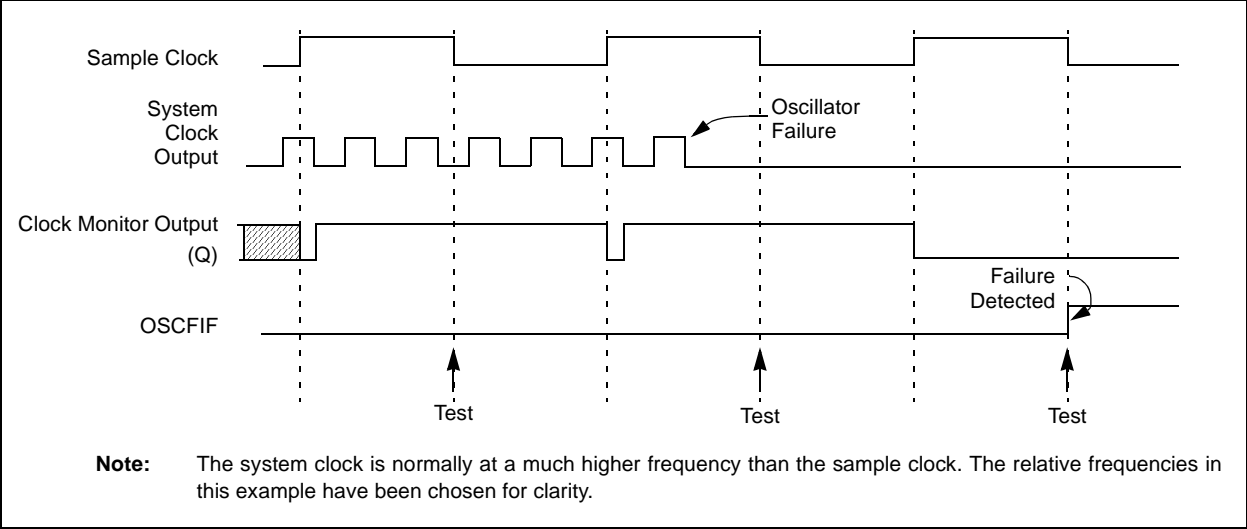 Sample Clock
System
Clock
Output
Oscillator
Failure
Clock Monitor Output
(Q)
Failure
Detected
OSCFIF
Test
Test
Test
Note: The system clock is normally at a much higher frequency than the sample clock. The relative frequencies in
this example have been chosen for clarity.